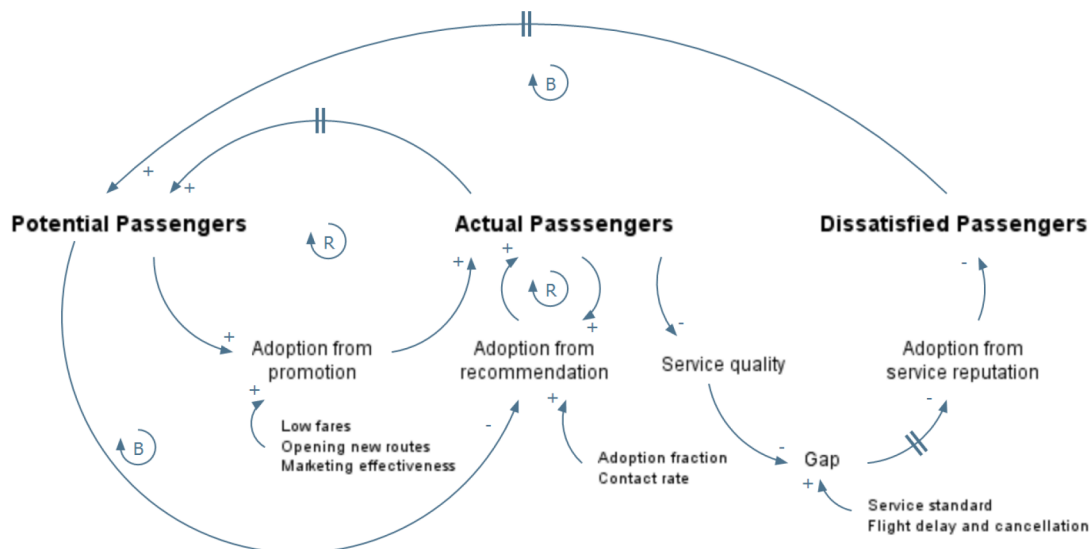 B
+
+
Potential Passengers
Actual Passsengers
Dissatisfied Passengers
R
+
+
-
R
+
-
+
Adoption from
promotion
Adoption from
recommendation
Service quality
Adoption from
service reputation
+
+
-
-
Low fares
Opening new routes
Marketing effectiveness
B
-
Adoption fraction
Contact rate
Gap
+
Service standard
Flight delay and cancellation